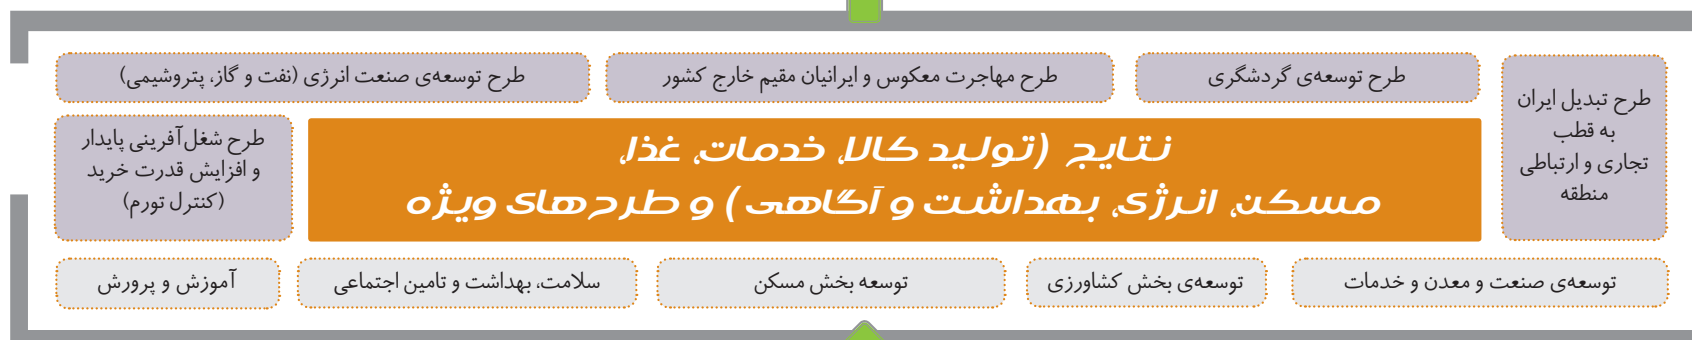 طرح توسعه‌ی گردشگری
طرح مهاجرت معکوس و ایرانیان مقیم خارج کشور
طرح توسعه‌ی صنعت انرژی (نفت و گاز، پتروشیمی)
طرح تبدیل ایران
به قطب
تجاری و ارتباطی
منطقه
نتایج (تولید کالا، خدمات، غذا،
مسکن، انرژی، بهداشت و آگاهی) و طرح‌های ویژه
طرح شغل‌آفرینی پایدار
و افزایش قدرت خرید
(کنترل تورم)
توسعه‌ی صنعت و معدن و خدمات
توسعه‌ی بخش کشاورزی
توسعه بخش مسکن
سلامت، بهداشت و تامین اجتماعی
آموزش و پرورش